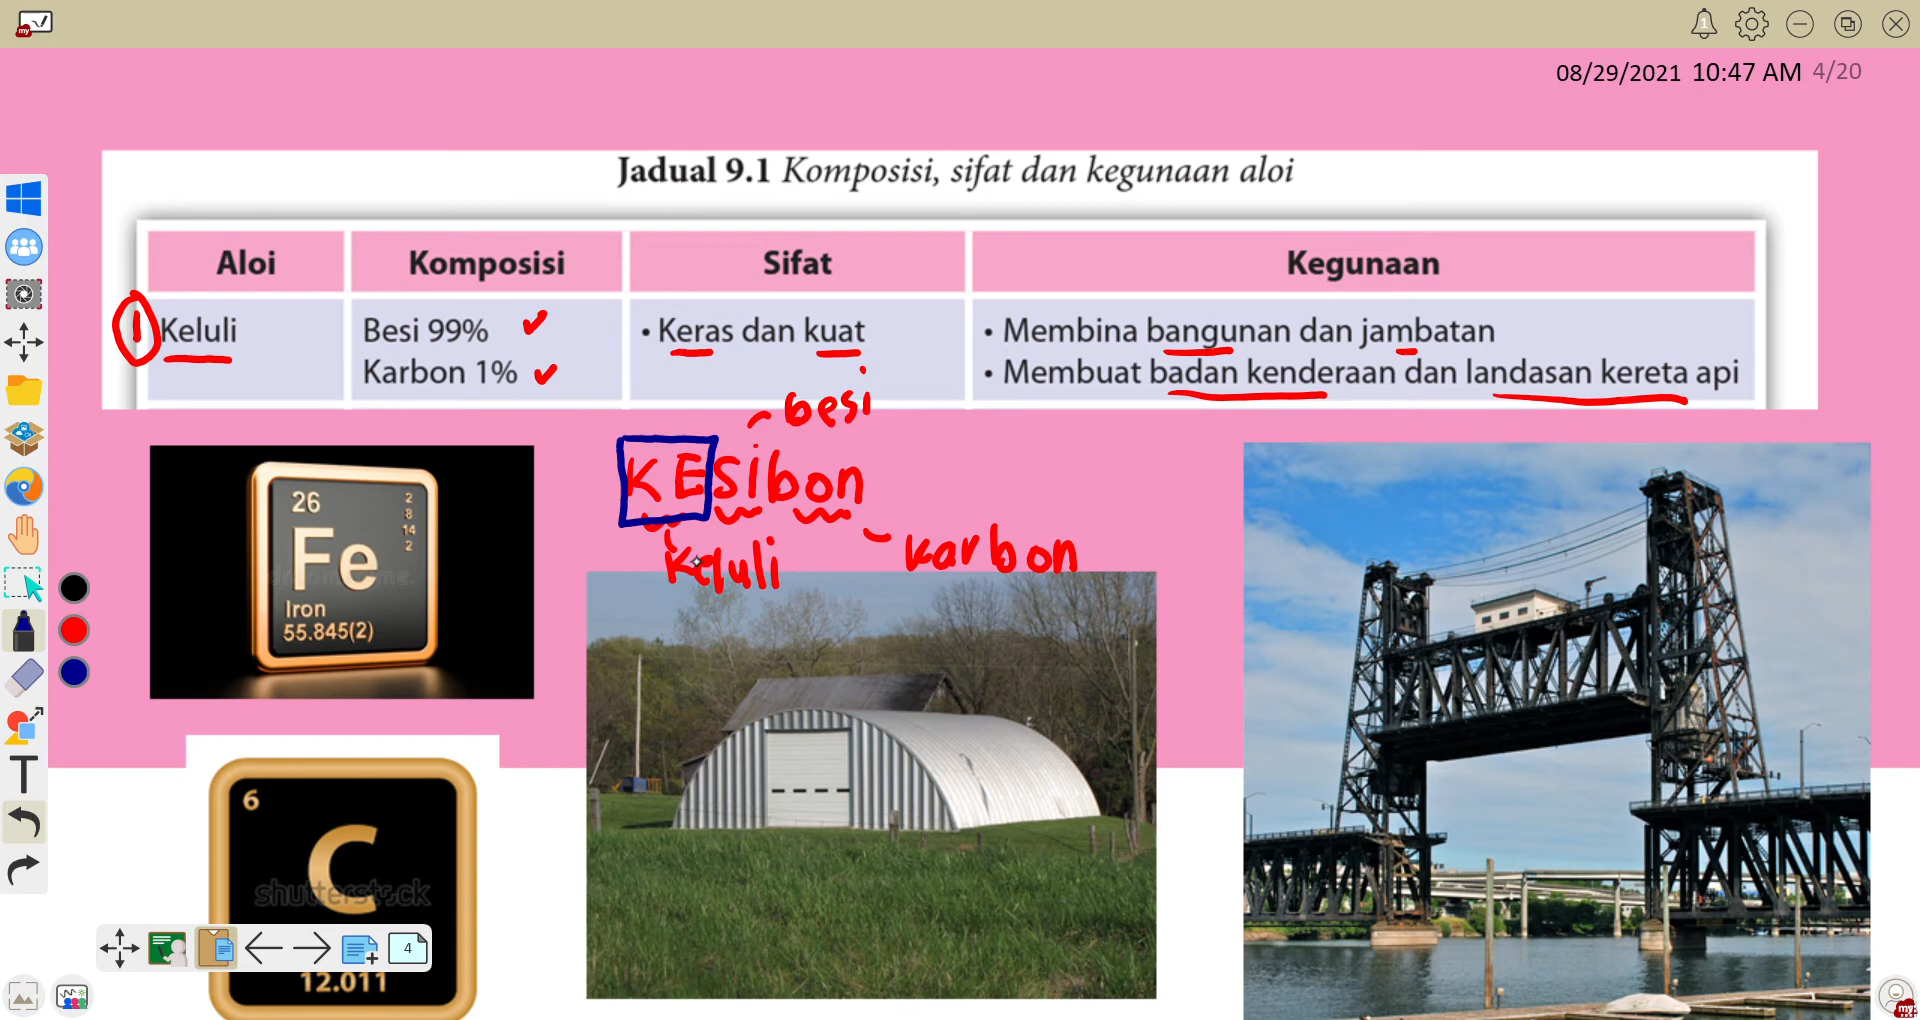 08/29/2021 10:47 AM 4/20
Jadual 9.1 Komposisi, sifat dan kegunaan aloi
Aloi Komposisi Sifat Kegunaan
1 Keluli Besi 99% • Keras dan kuat • Membina bangunan dan jambatan
Karbon 1% • Membuat badan kenderaan dan landasan kereta api
besi
KESibon
karbon
keluli
26
2
8
14
2
Fe
Iron
55.845(2)
6
C
shutterstock
12.011
T
4
my
1